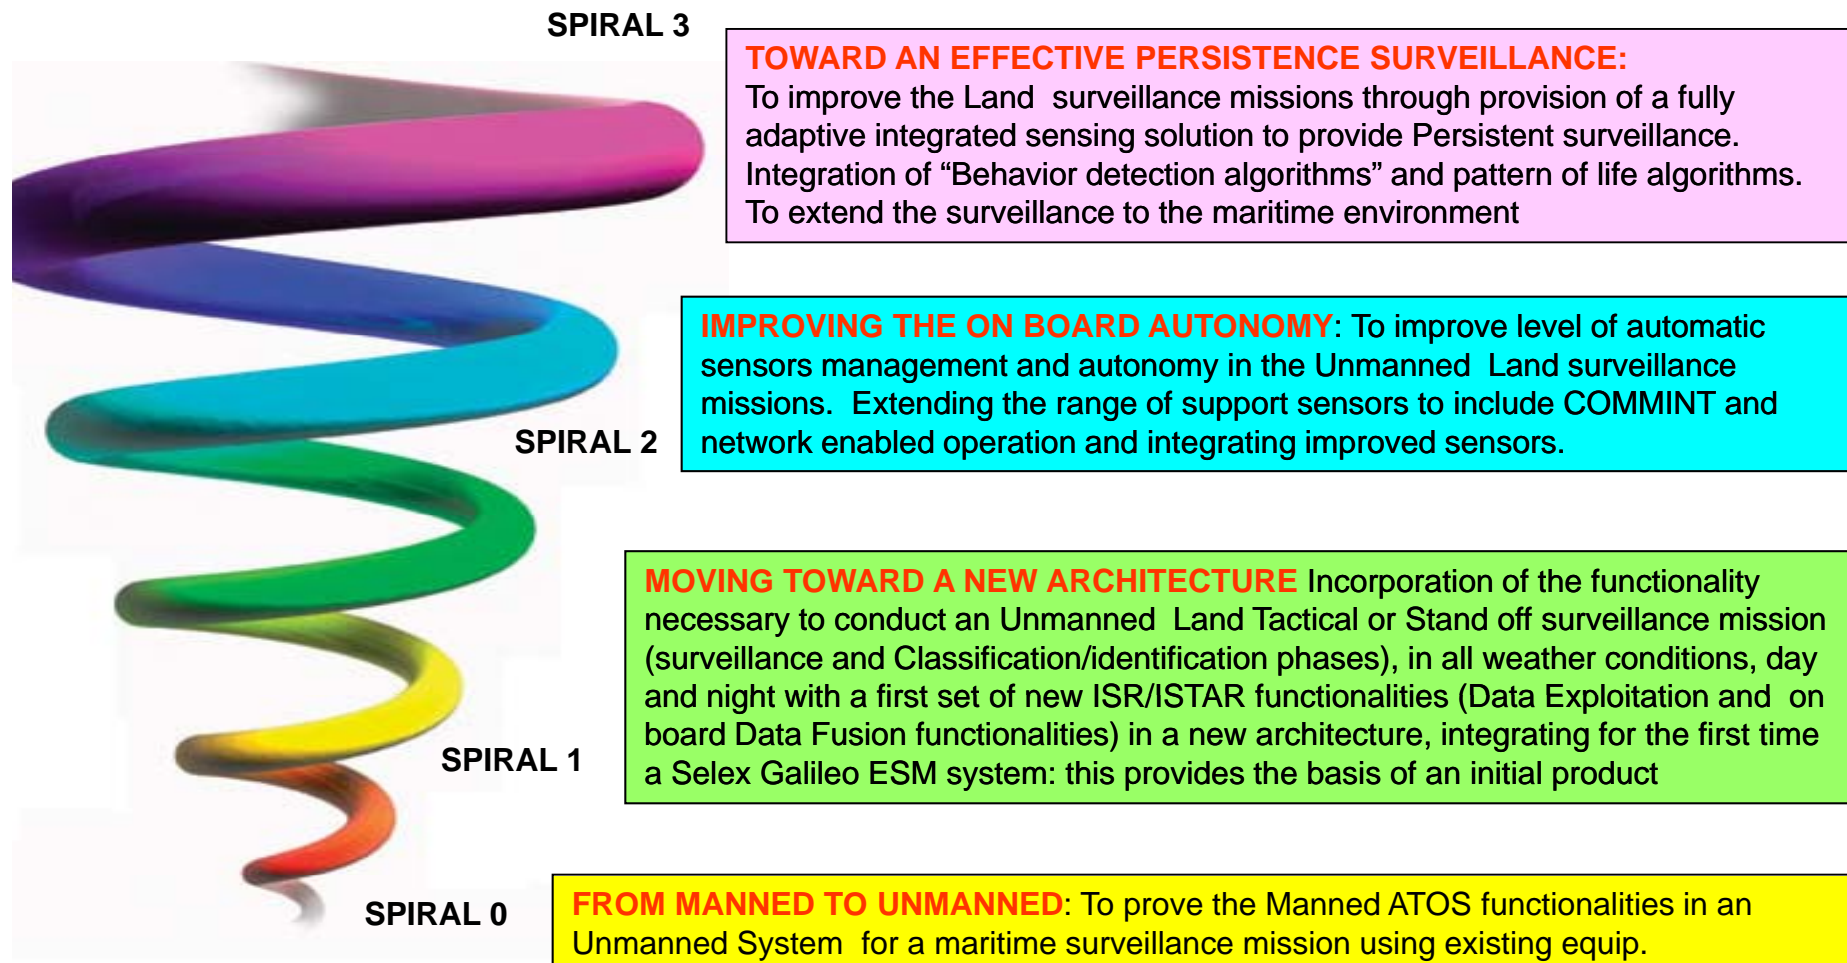 SPIRAL 3
TOWARD AN EFFECTIVE PERSISTENCE SURVEILLANCE:
To improve the Land surveillance missions through provision of a fully
adaptive integrated sensing solution to provide Persistent surveillance.
Integration of “Behavior detection algorithms” and pattern of life algorithms.
To extend the surveillance to the maritime environment
IMPROVING THE ON BOARD AUTONOMY: To improve level of automatic
sensors management and autonomy in the Unmanned Land surveillance
missions. Extending the range of support sensors to include COMMINT and
network enabled operation and integrating improved sensors.
SPIRAL 2
MOVING TOWARD A NEW ARCHITECTURE Incorporation of the functionality
necessary to conduct an Unmanned Land Tactical or Stand off surveillance mission
(surveillance and Classification/identification phases), in all weather conditions, day
and night with a first set of new ISR/ISTAR functionalities (Data Exploitation and on
board Data Fusion functionalities) in a new architecture, integrating for the first time
a Selex Galileo ESM system: this provides the basis of an initial product
SPIRAL 1
FROM MANNED TO UNMANNED: To prove the Manned ATOS functionalities in an
Unmanned System for a maritime surveillance mission using existing equip.
SPIRAL 0